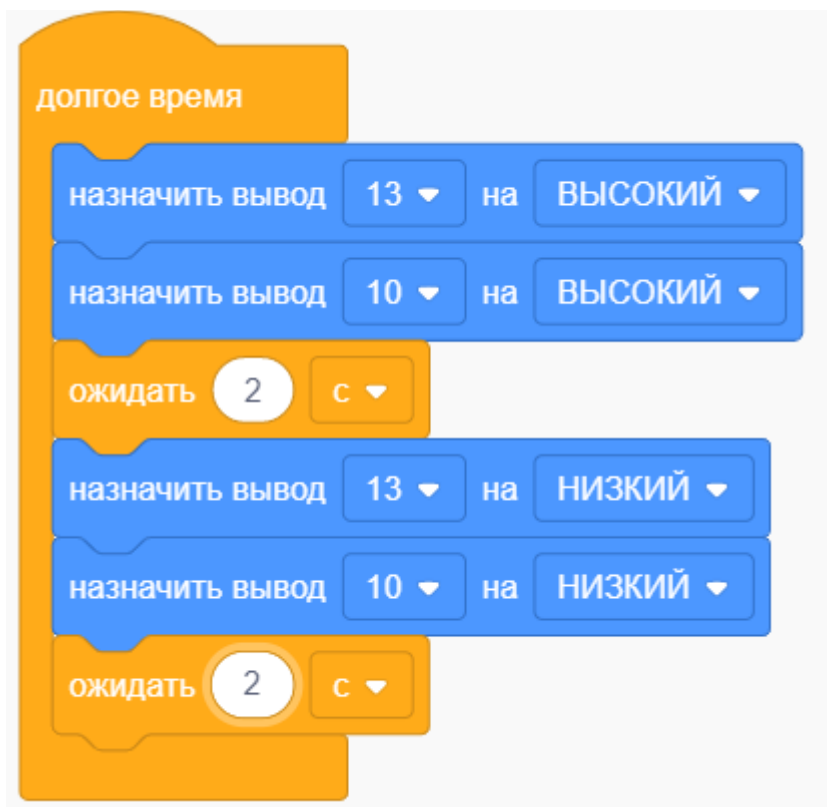 долгое время
назначить вывод 13 на ВЫСОКИЙ
назначить вывод 10 на ВЫСОКИЙ
ожидать 2 с
назначить вывод 13 на НИЗКИЙ
назначить вывод 10 на НИЗКИЙ
ожидать 2 с